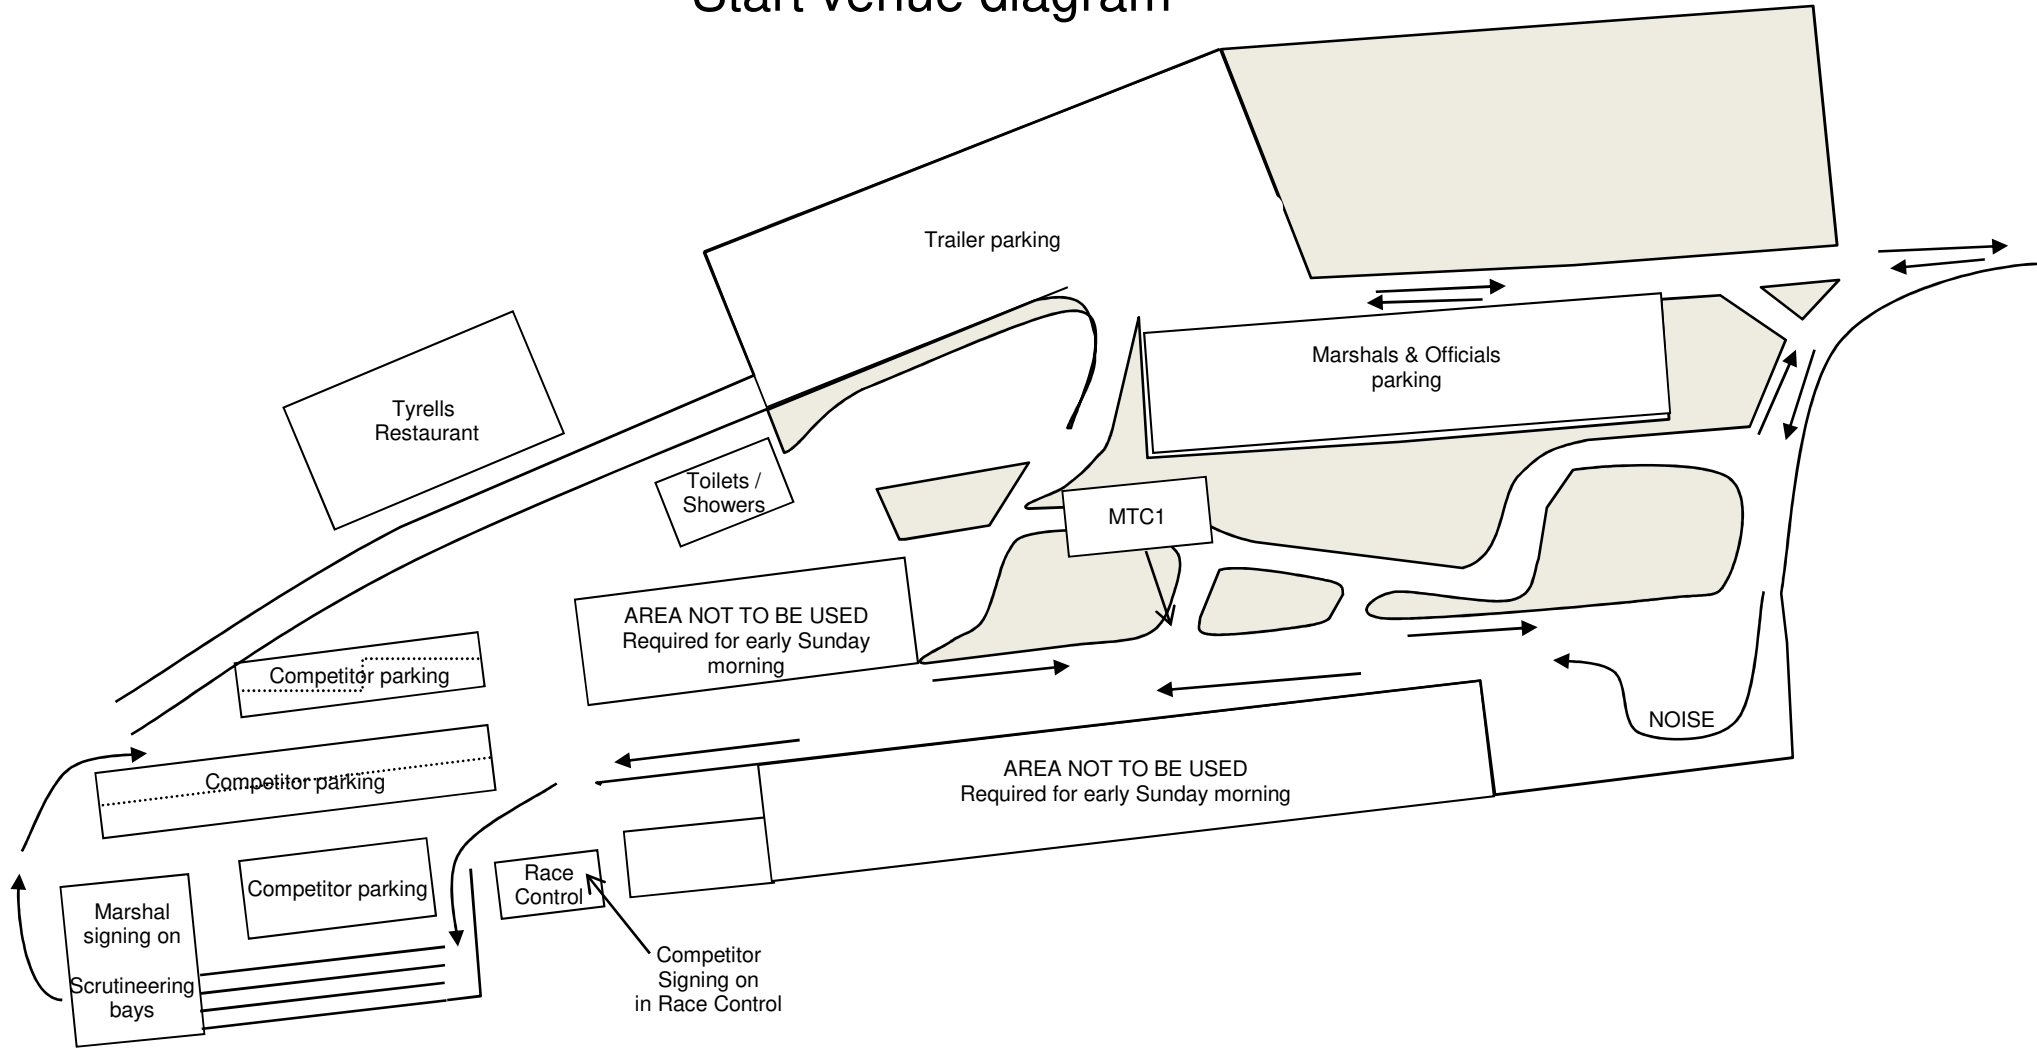 Start venue diagram
Trailer parking
Marshals & Officials
parking
Tyrells
Restaurant
Toilets /
Showers
MTC1
AREA NOT TO BE USED
Required for early Sunday
morning
Competitor parking
NOISE
Competitor parking
AREA NOT TO BE USED
Required for early Sunday morning
Competitor parking
Race
Control
Marshal
signing on
Scrutineering
bays
Competitor
Signing on
in Race Control